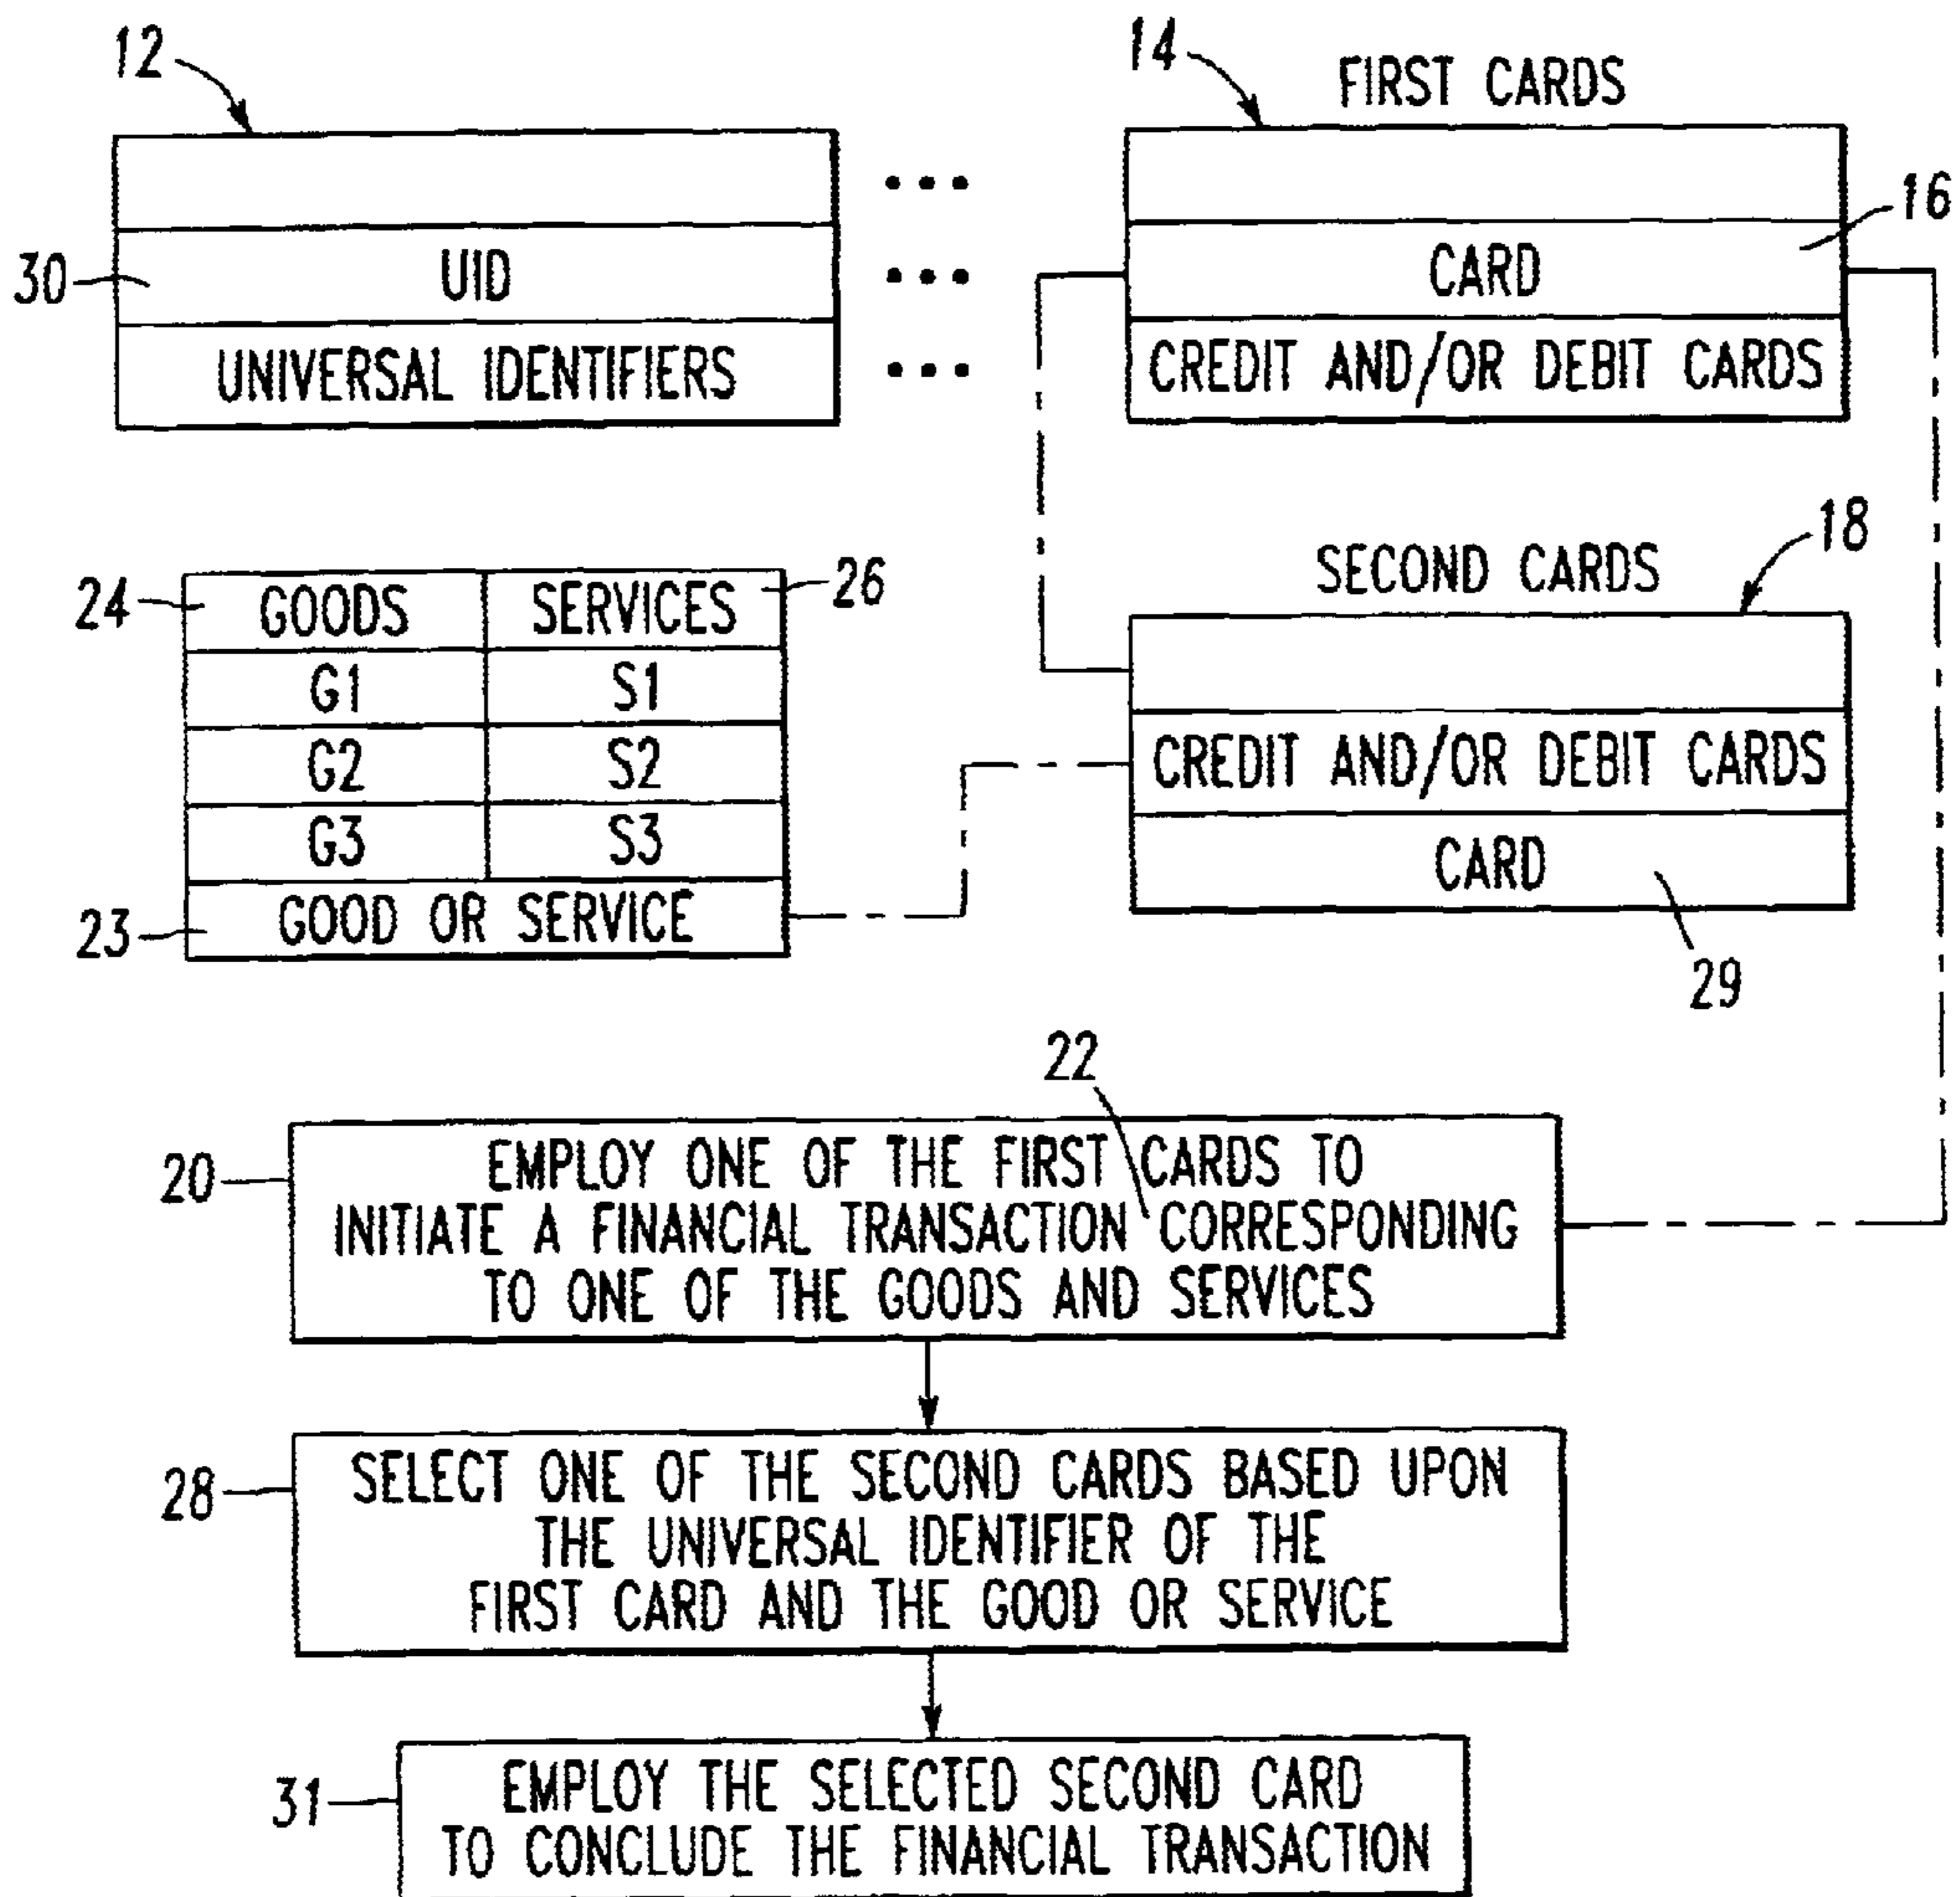 12
14
FIRST CARDS
16
30
UID
• • •
CARD
UNIVERSAL IDENTIFIERS
• • •
CREDIT AND/OR DEBIT CARDS
18
SECOND CARDS
24
GOODS
SERVICES
26
G1
S1
G2
S2
CREDIT AND/OR DEBIT CARDS
G3
S3
CARD
23
GOOD OR SERVICE
29
22
20
EMPLOY ONE OF THE FIRST CARDS TO
INITIATE A FINANCIAL TRANSACTION CORRESPONDING
TO ONE OF THE GOODS AND SERVICES
28
SELECT ONE OF THE SECOND CARDS BASED UPON
THE UNIVERSAL IDENTIFIER OF THE
FIRST CARD AND THE GOOD OR SERVICE
31
EMPLOY THE SELECTED SECOND CARD
TO CONCLUDE THE FINANCIAL TRANSACTION